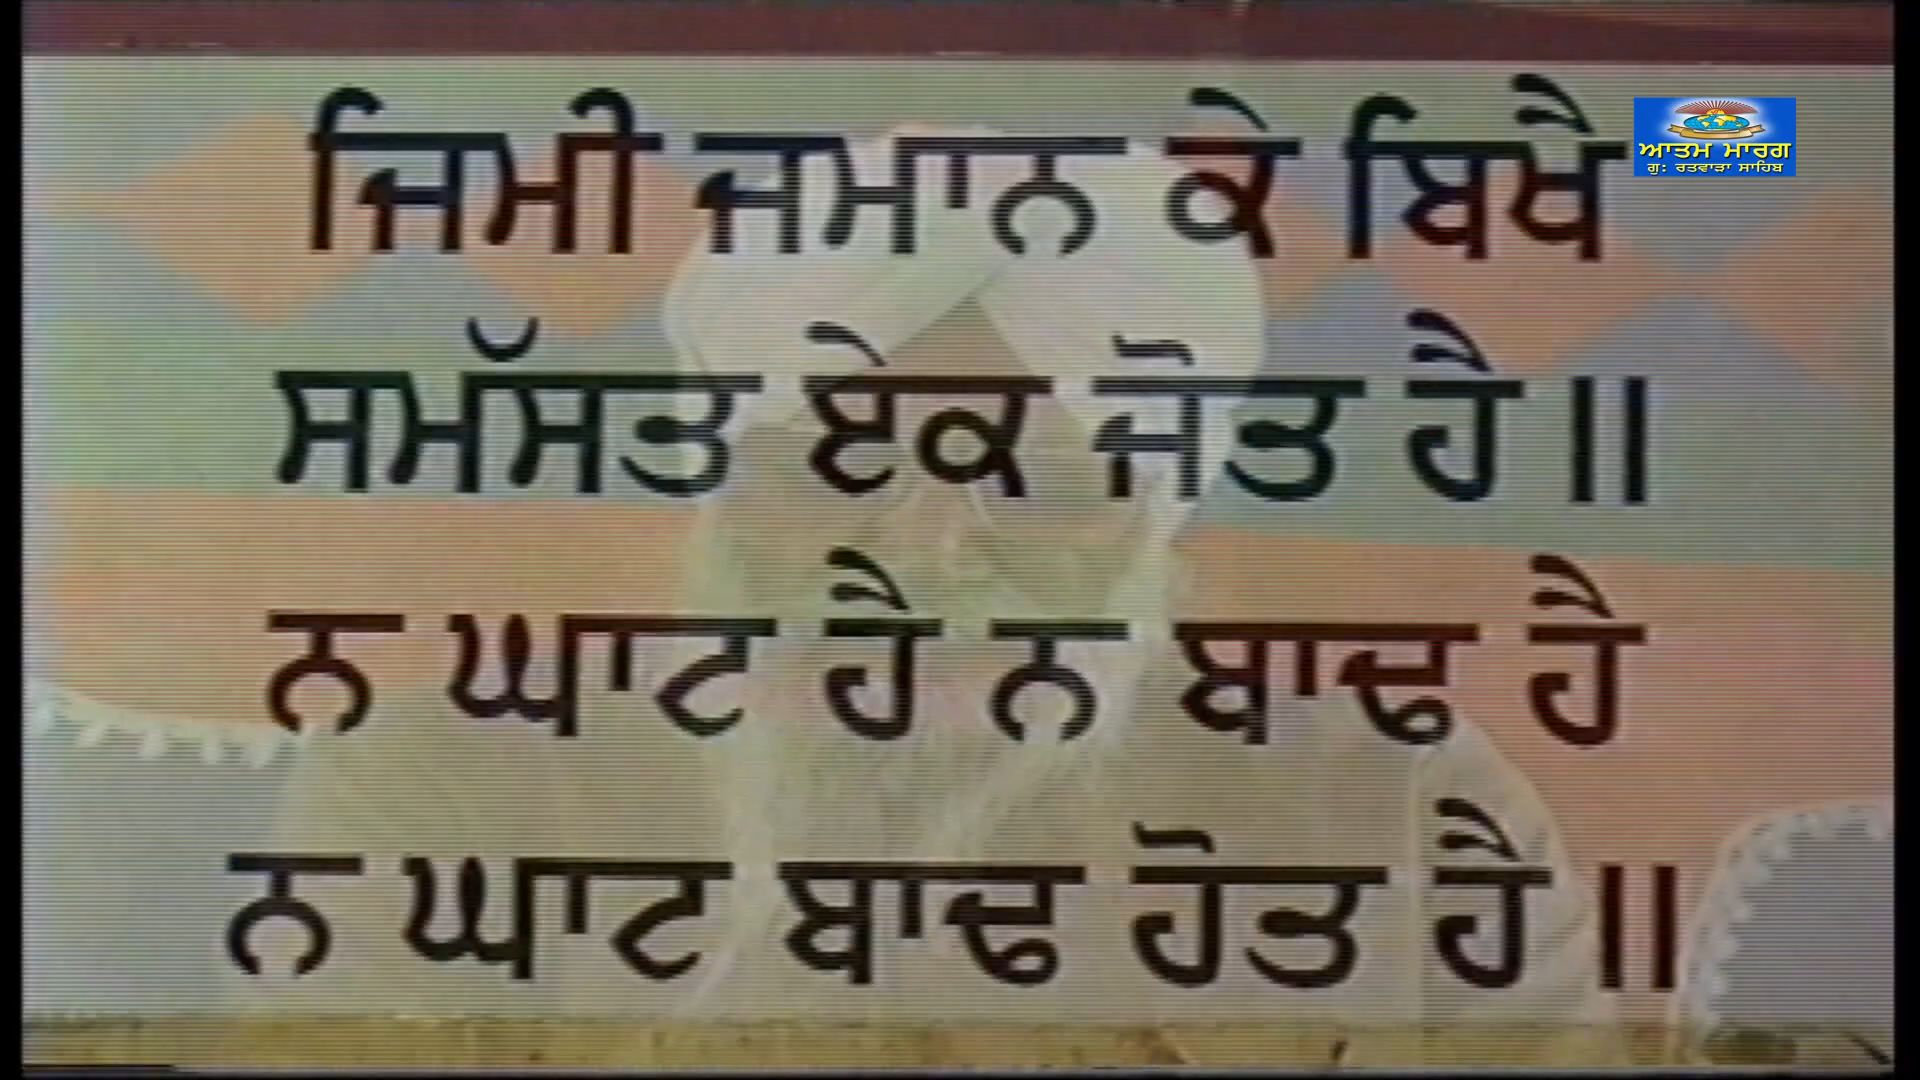 ਜਿਮੀ ਜਮਾਨ ਕੇ ਬਿਖੈ
ਸਮੱਸਤ ਏਕ ਜੋਤ ਹੈ॥
ਨ ਘਾਟ ਹੈ ਨ ਬਾਢ ਹੈ
ਨ ਘਾਟ ਬਾਢ ਹੋਤ ਹੈ॥
ਆਤਮ ਮਾਰਗ
ਗੁ: ਰਤਵਾੜਾ ਸਾਹਿਬ